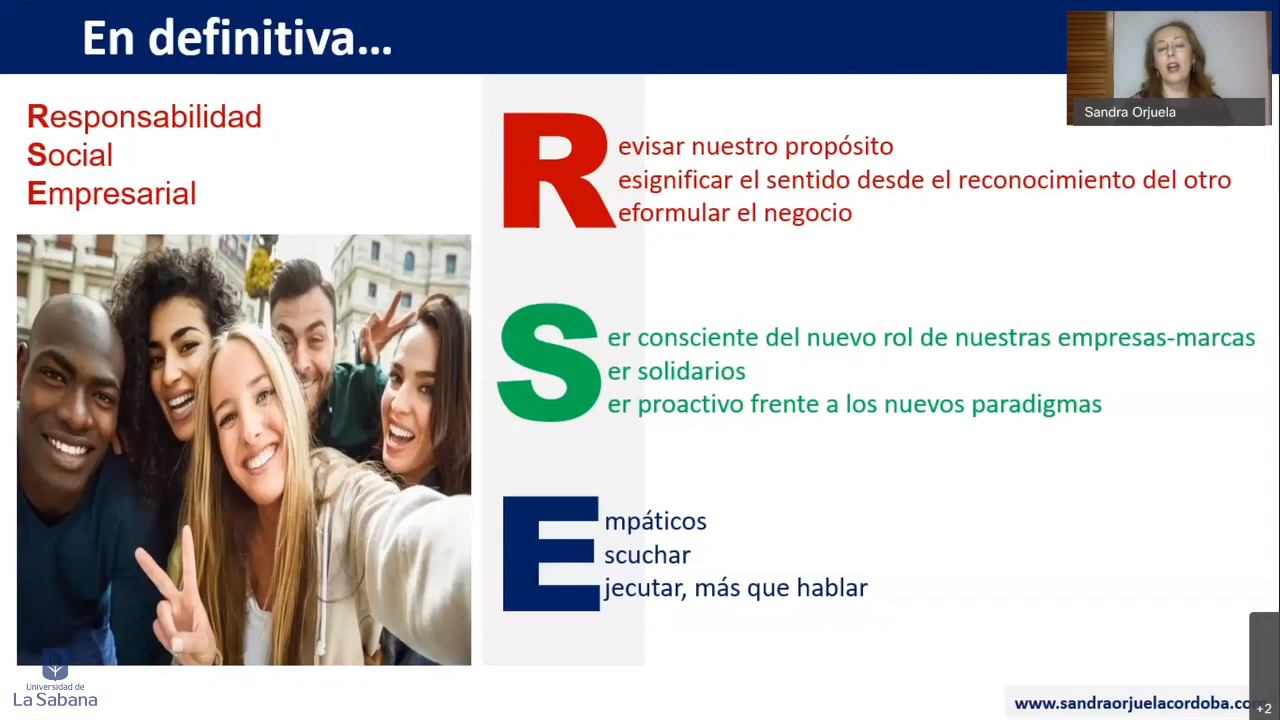 En definitiva...
Sandra Orjuela
Responsabilidad
Social
Empresarial
R
evisar nuestro propósito
esignificar el sentido desde el reconocimiento del otro
eformular el negocio
S
er consciente del nuevo rol de nuestras empresas-marcas
er solidarios
er proactivo frente a los nuevos paradigmas
E
mpáticos
scuchar
jecutar, más que hablar
Universidad de
La Sabana
www.sandraorjuelacordoba.co
+2